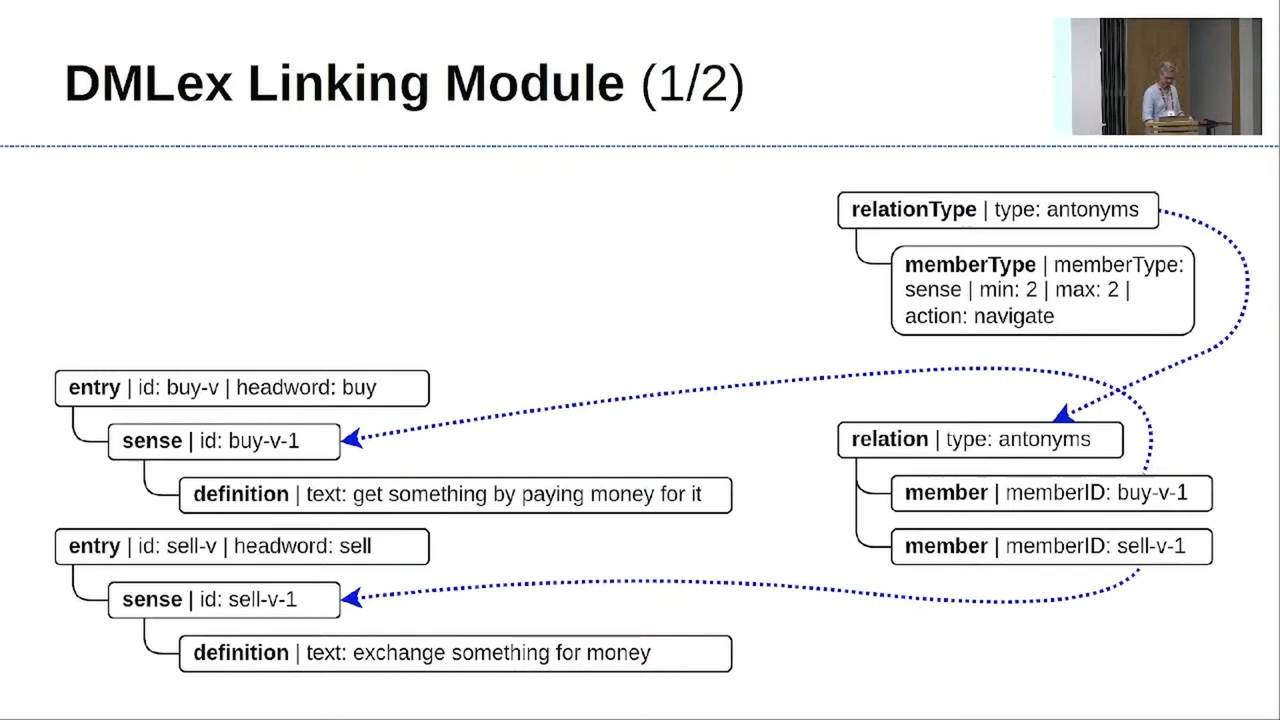 DMLex Linking Module (1/2)
relationType | type: antonyms
memberType | memberType:
sense | min: 2 | max: 2 |
action: navigate
entry | id: buy-v | headword: buy
sense | id: buy-v-1
definition | text: get something by paying money for it
entry | id: sell-v | headword: sell
sense | id: sell-v-1
definition | text: exchange something for money
relation | type: antonyms
member | memberID: buy-v-1
member | memberID: sell-v-1